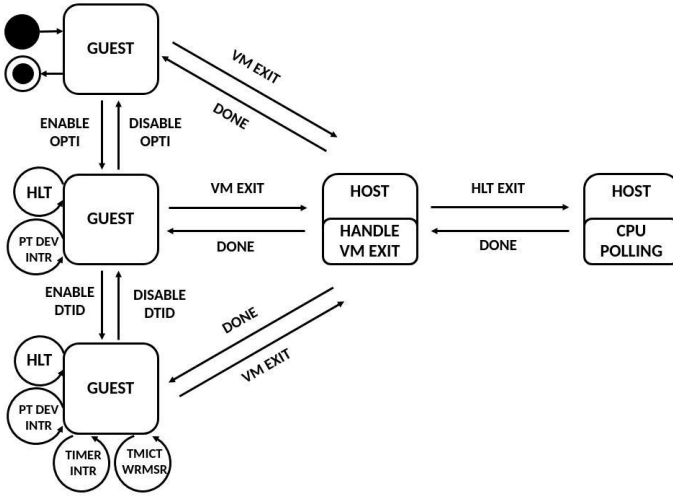 GUEST
VM EXIT
DONE
ENABLE
OPTI
DISABLE
OPTI
HLT
PT DEV
INTR
GUEST
VM EXIT
DONE
HOST
HANDLE
VM EXIT
HLT EXIT
DONE
HOST
CPU
POLLING
ENABLE
DTID
DISABLE
DTID
DONE
VM EXIT
HLT
PT DEV
INTR
GUEST
TIMER
INTR
TMICT
WRMSR